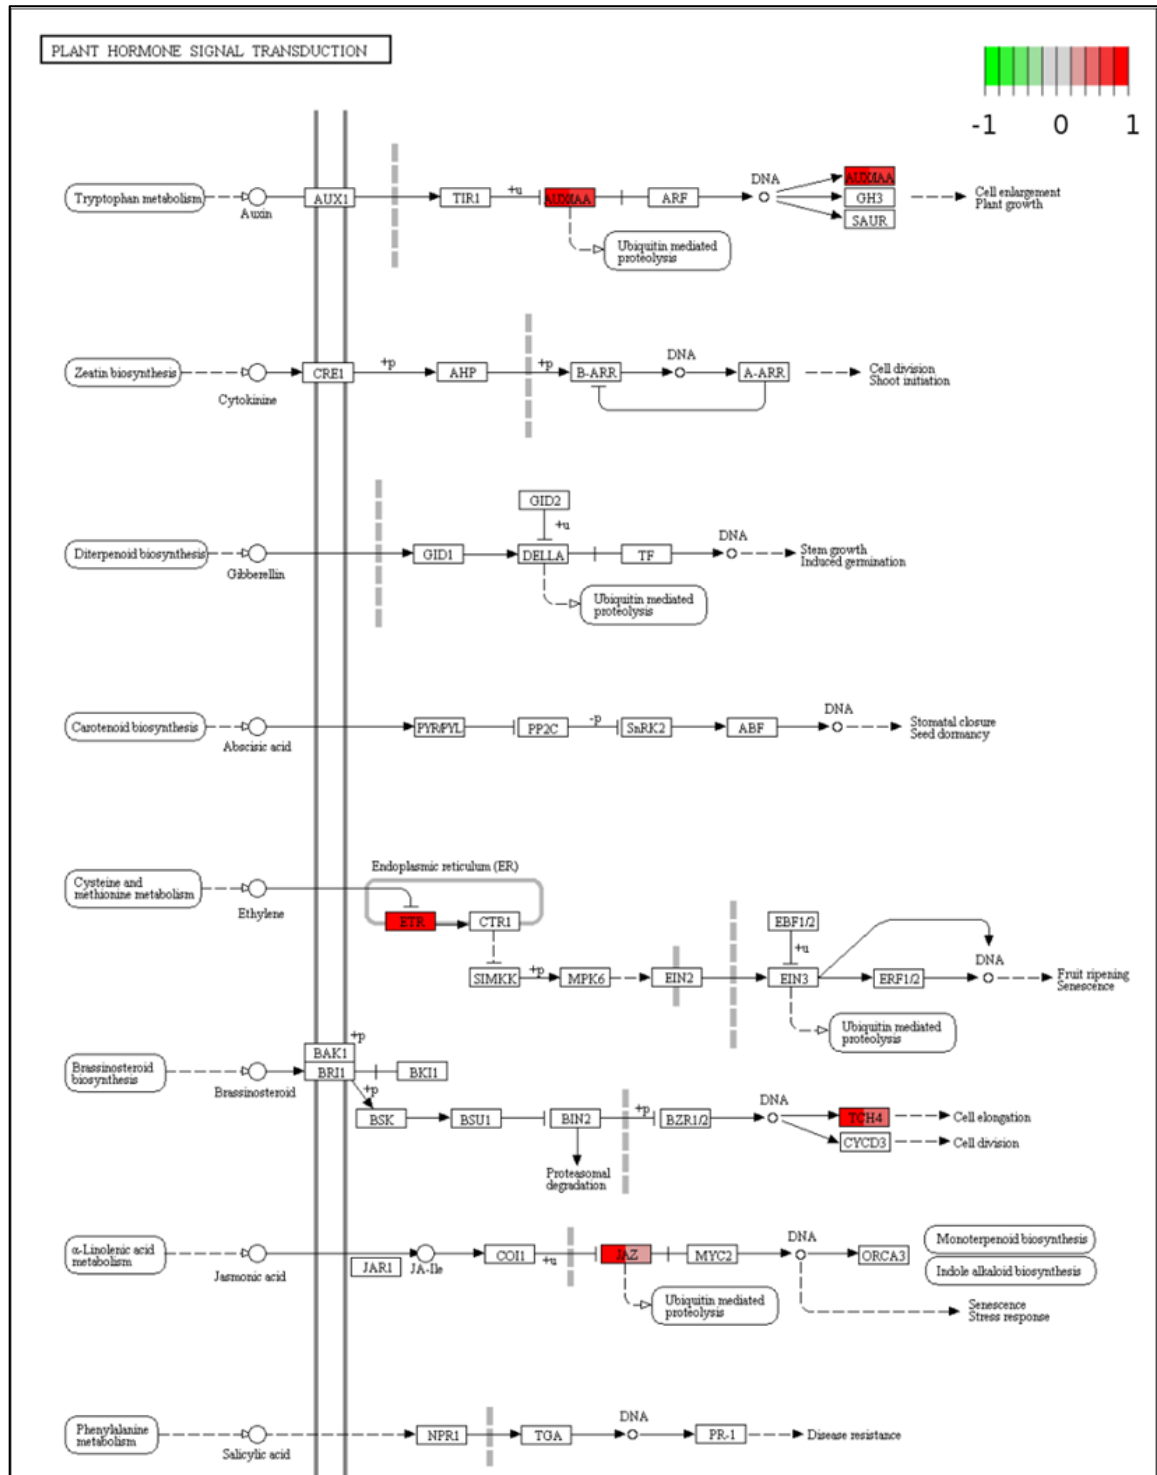 PLANT HORMONE SIGNAL TRANSDUCTION
-1 0 1
Tryptophan metabolism
Auxin
AUX1
TIR1
+u
AUX/IAA
ARF
DNA
AUX/IAA
GH3
SAUR
Cell enlargement
Plant growth
Ubiquitin mediated
proteolysis
Zeatin biosynthesis
Cytokinine
CRE1
+p
AHP
+p
B-ARR
DNA
A-ARR
Cell division
Shoot initiation
GID2
+u
Diterpenoid biosynthesis
Gibberellin
GID1
DELLA
TF
DNA
Stem growth
Induced germination
Ubiquitin mediated
proteolysis
Carotenoid biosynthesis
Abscisic acid
PYR/PYL
PP2C
-p
SnRK2
ABF
DNA
Stomatal closure
Seed dormancy
Endoplasmic reticulum (ER)
Cysteine and
methionine metabolism
Ethylene
ETR
CTR1
SIMKK
+p
MPK6
EIN2
EBF1/2
+u
EIN3
ERF1/2
DNA
Fruit ripening
Senescence
Ubiquitin mediated
proteolysis
Brassinosteroid
biosynthesis
Brassinosteroid
+p
BAK1
BRI1
BKI1
+p
BSK
BSU1
BIN2
+p
BZR1/2
DNA
TCH4
Cell elongation
CYCD3
Cell division
Proteasomal
degradation
α-Linolenic acid
metabolism
Jasmonic acid
JAR1
JA-Ile
COI1
+u
JAZ
MYC2
DNA
ORCA3
Monoterpenoid biosynthesis
Indole alkaloid biosynthesis
Ubiquitin mediated
proteolysis
Senescence
Stress response
Phenylalanine
metabolism
Salicylic acid
NPR1
TGA
DNA
PR-1
Disease resistance